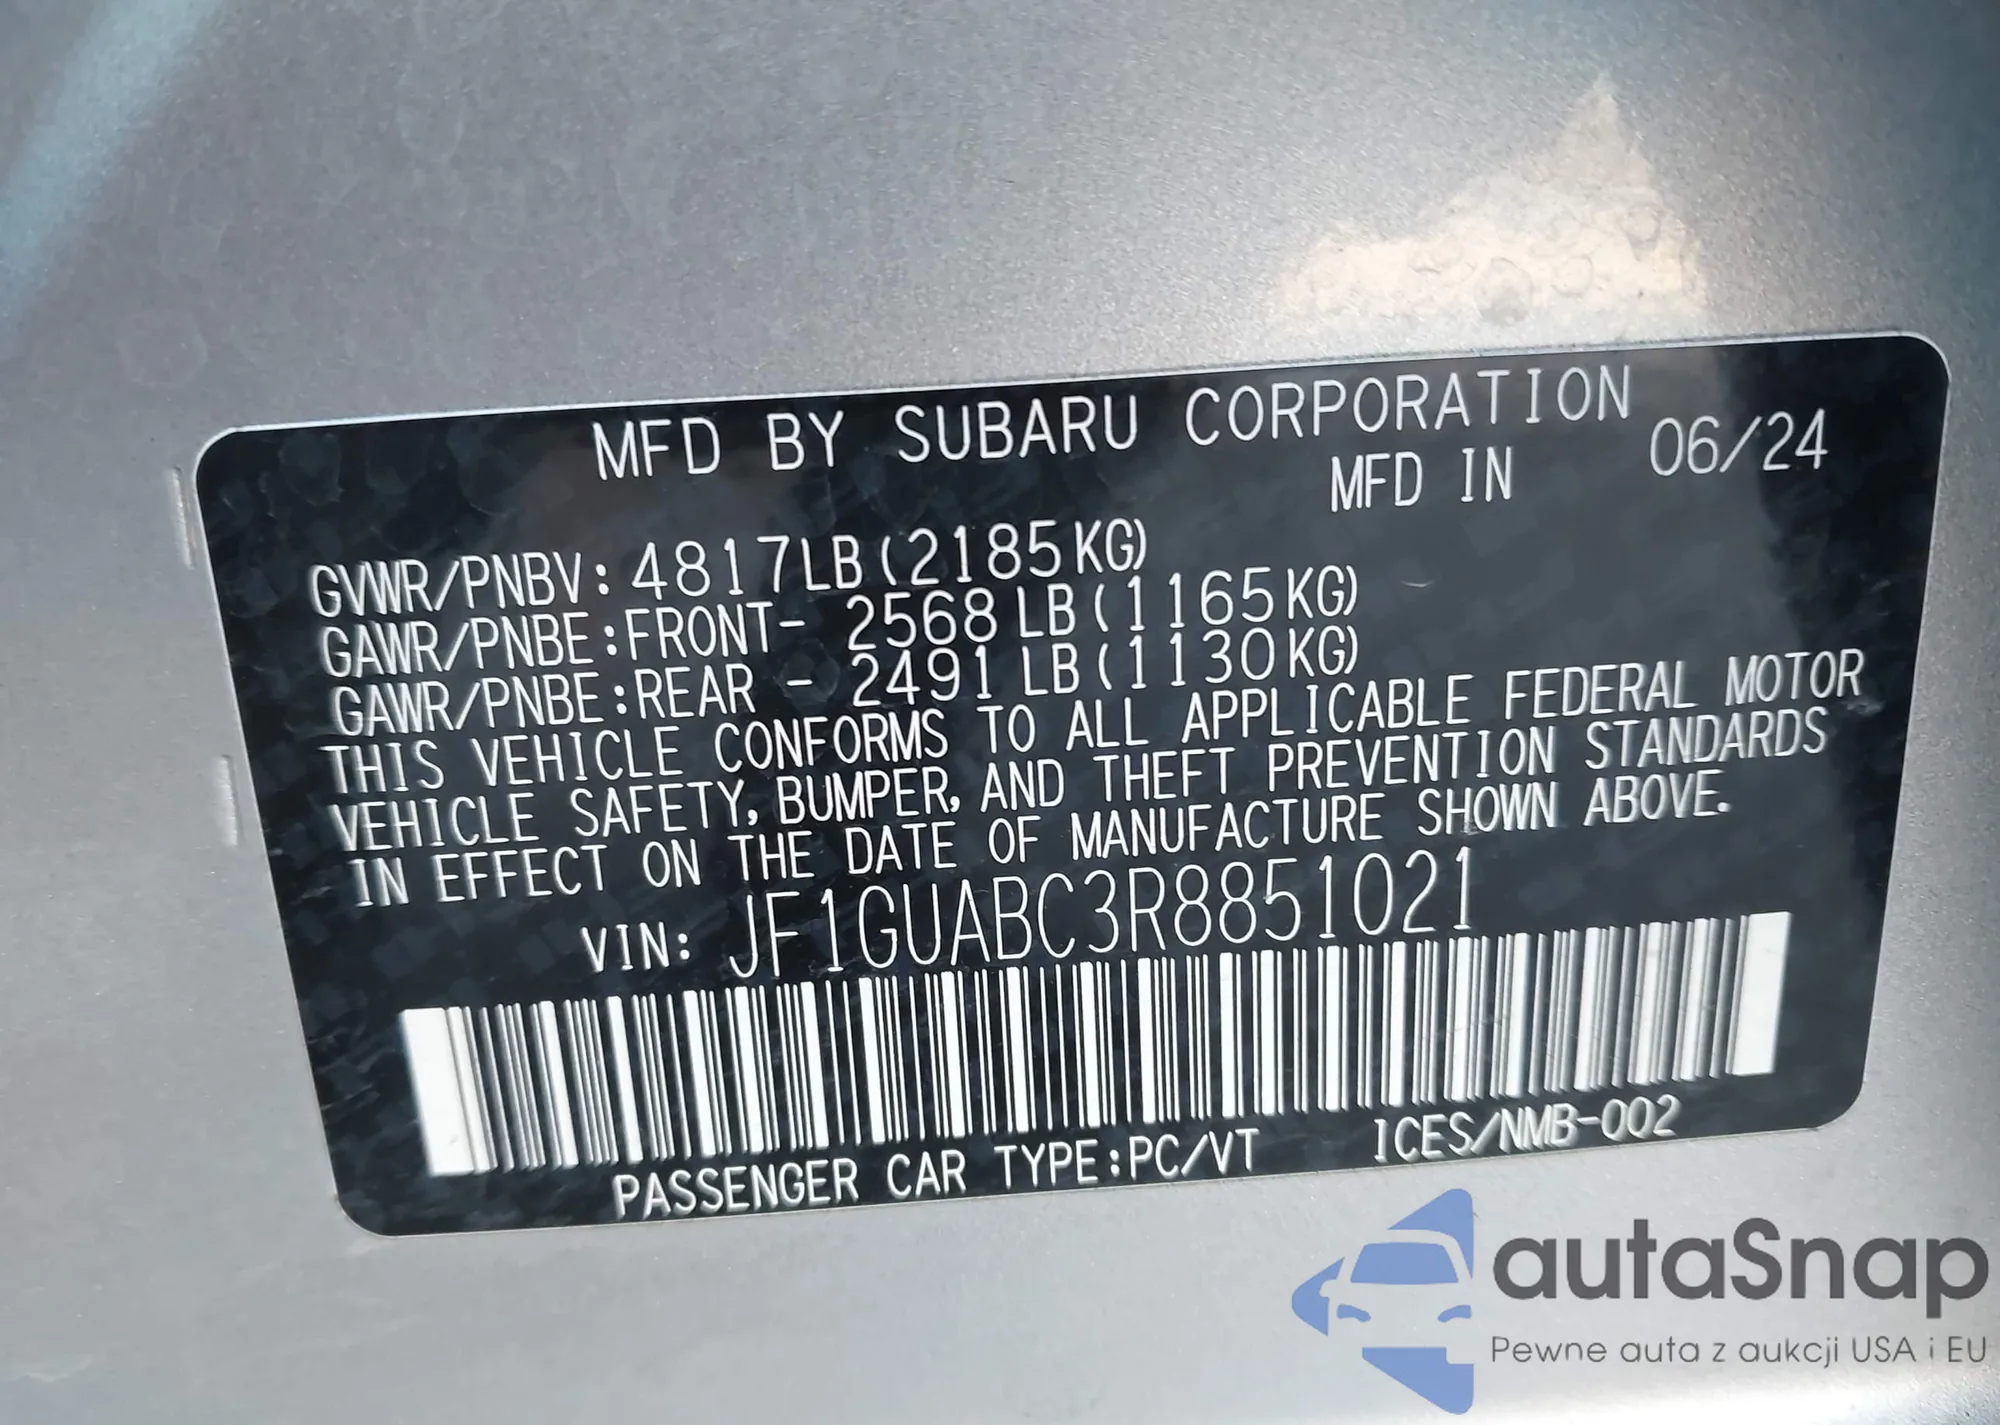 MFD BY SUBARU CORPORATION
MFD IN 06/24
GVWR/PNBV: 4817LB (2185KG)
GAWR/PNBE:FRONT- 2568 LB (1165KG)
GAWR/PNBE:REAR - 2491 LB (1130KG)
THIS VEHICLE CONFORMS TO ALL APPLICABLE FEDERAL MOTOR
VEHICLE SAFETY, BUMPER, AND THEFT PREVENTION STANDARDS
IN EFFECT ON THE DATE OF MANUFACTURE SHOWN ABOVE.
VIN: JF1GUABC3R8851021
PASSENGER CAR TYPE:PC/VT ICES/NMB-002
autaSnap
Pewne auta z aukcji USA i EU